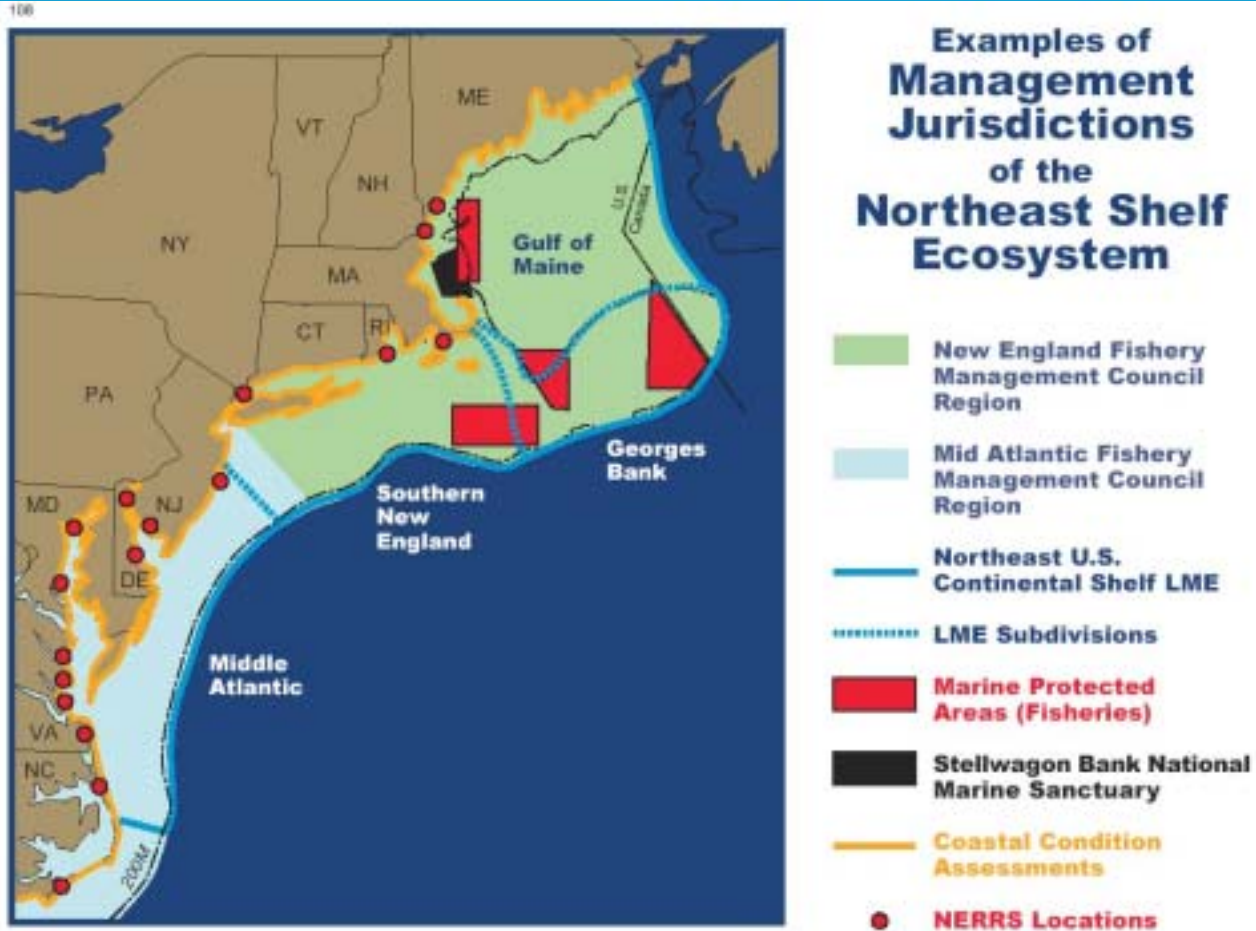 108
ME
VT
NH
NY
MA
CT
RI
PA
MD
NJ
DE
VA
NC
Gulf of
Maine
U.S.
Canada
Georges
Bank
Southern
New
England
Middle
Atlantic
200M
Examples of
Management
Jurisdictions
of the
Northeast Shelf
Ecosystem
New England Fishery
Management Council
Region
Mid Atlantic Fishery
Management Council
Region
Northeast U.S.
Continental Shelf LME
LME Subdivisions
Marine Protected
Areas (Fisheries)
Stellwagon Bank National
Marine Sanctuary
Coastal Condition
Assessments
NERRS Locations